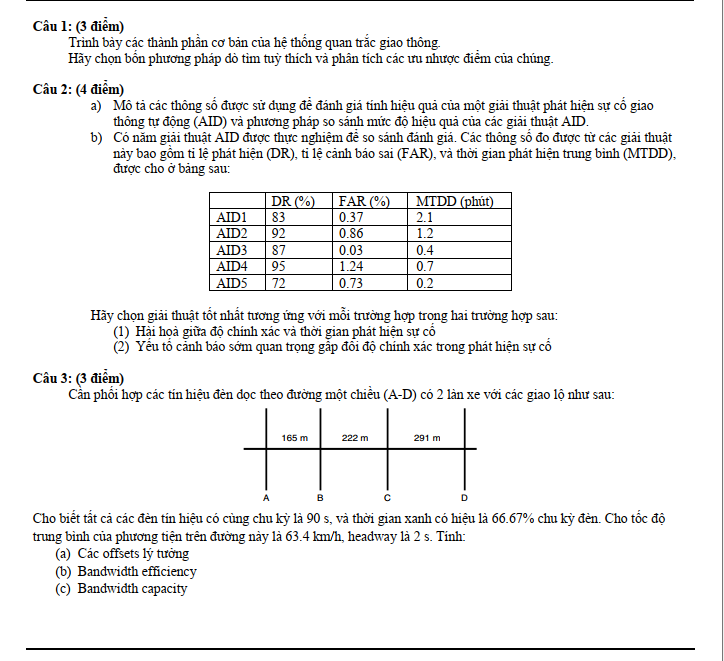 Câu 1: (3 điểm)
Trình bày các thành phần cơ bản của hệ thống quan trắc giao thông.
Hãy chọn bốn phương pháp dò tìm tuỳ thích và phân tích các ưu nhược điểm của chúng.
Câu 2: (4 điểm)
a) Mô tả các thông số được sử dụng để đánh giá tính hiệu quả của một giải thuật phát hiện sự cố giao
thông tự động (AID) và phương pháp so sánh mức độ hiệu quả của các giải thuật AID.
b) Có năm giải thuật AID được thực nghiệm để so sánh đánh giá. Các thông số đo được từ các giải thuật
này bao gồm tỉ lệ phát hiện (DR), tỉ lệ cảnh báo sai (FAR), và thời gian phát hiện trung bình (MTDD),
được cho ở bảng sau:
DR (%) FAR (%) MTDD (phút)
AID1 83 0.37 2.1
AID2 92 0.86 1.2
AID3 87 0.03 0.4
AID4 95 1.24 0.7
AID5 72 0.73 0.2
Hãy chọn giải thuật tốt nhất tương ứng với mỗi trường hợp trong hai trường hợp sau:
(1) Hài hoà giữa độ chính xác và thời gian phát hiện sự cố
(2) Yếu tố cảnh báo sớm quan trọng gấp đôi độ chính xác trong phát hiện sự cố
Câu 3: (3 điểm)
Cần phối hợp các tín hiệu đèn dọc theo đường một chiều (A-D) có 2 làn xe với các giao lộ như sau:
165 m 222 m 291 m
A B C D
Cho biết tất cả các đèn tín hiệu có cùng chu kỳ là 90 s, và thời gian xanh có hiệu là 66.67% chu kỳ đèn. Cho tốc độ
trung bình của phương tiện trên đường này là 63.4 km/h, headway là 2 s. Tính:
(a) Các offsets lý tưởng
(b) Bandwidth efficiency
(c) Bandwidth capacity